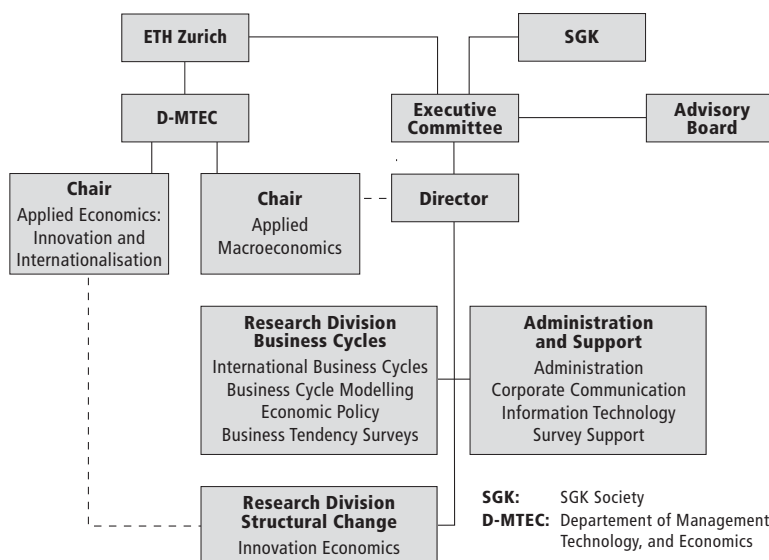 ETH Zurich
SGK
D-MTEC
Executive
Committee
Advisory
Board
Chair
Applied Economics:
Innovation and
Internationalisation
Chair
Applied
Macroeconomics
Director
Research Division
Business Cycles
International Business Cycles
Business Cycle Modelling
Economic Policy
Business Tendency Surveys
Administration
and Support
Administration
Corporate Communication
Information Technology
Survey Support
Research Division
Structural Change
Innovation Economics
SGK: SGK Society
D-MTEC: Departement of Management
Technology, and Economics